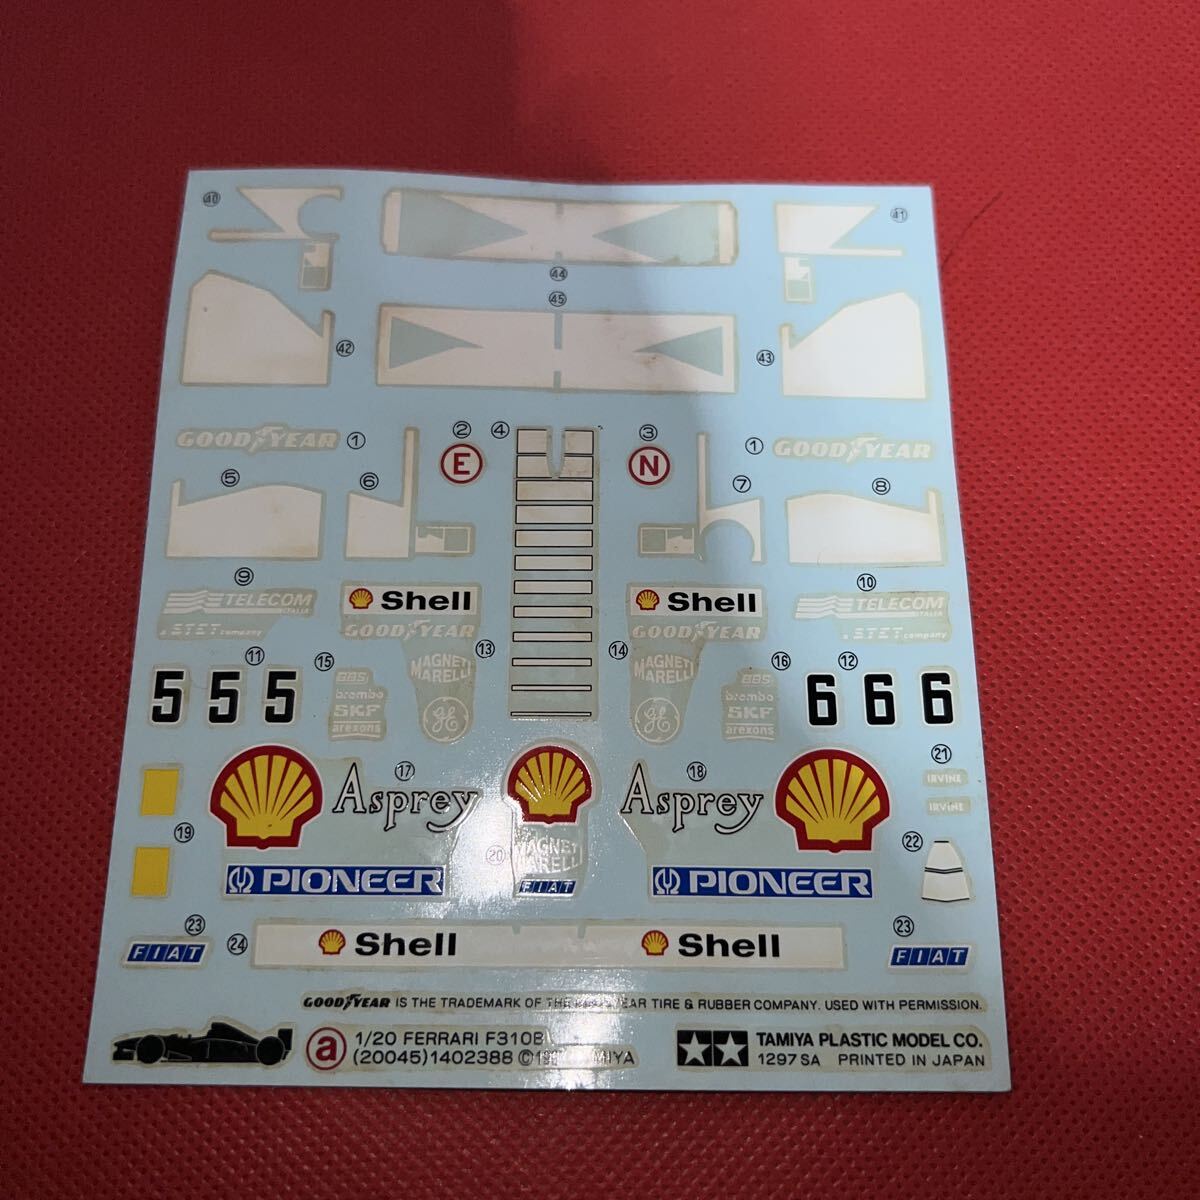 40
41
44
45
42
43
GOODYEAR 1
2 E
4
3 N
1 GOODYEAR
5
6
7
8
9
TELECOM
ITALIA
a STET company
Shell
GOODYEAR
Shell
GOODYEAR
10
TELECOM
ITALIA
a STET company
11
5 5 5
15
BBS
brembo
SKF
arexons
13
MAGNETI
MARELLI
GE
14
MAGNETI
MARELLI
GE
16
BBS
brembo
SKF
arexons
12
6 6 6
17
Asprey
18
Asprey
21
IRVINE
IRVINE
19
PIONEER
20
MAGNETI
MARELLI
FIAT
PIONEER
22
23
FIAT
24
Shell
Shell
23
FIAT
GOODYEAR IS THE TRADEMARK OF THE GOODYEAR TIRE & RUBBER COMPANY. USED WITH PERMISSION.
a 1/20 FERRARI F310B
(20045)1402388 © TAMIYA
TAMIYA PLASTIC MODEL CO.
1297 SA PRINTED IN JAPAN